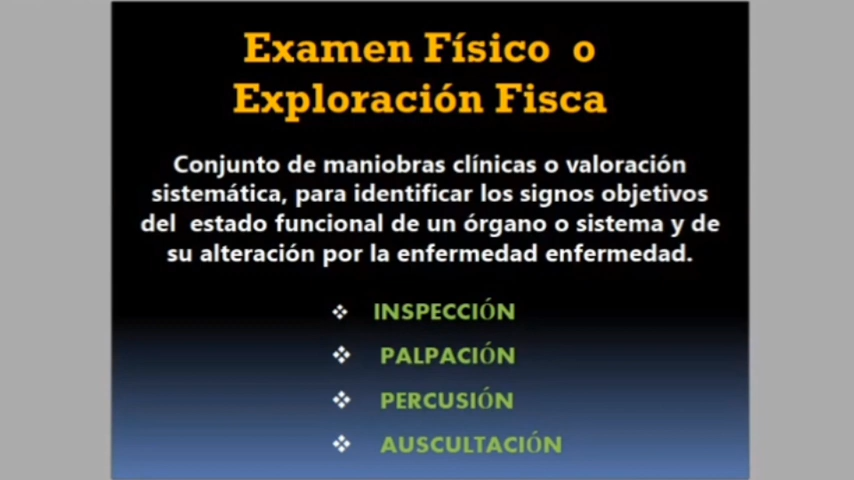 Examen Físico o
Exploración Fisca
Conjunto de maniobras clínicas o valoración
sistemática, para identificar los signos objetivos
del estado funcional de un órgano o sistema y de
su alteración por la enfermedad enfermedad.
❖ INSPECCIÓN
❖ PALPACIÓN
❖ PERCUSIÓN
❖ AUSCULTACIÓN